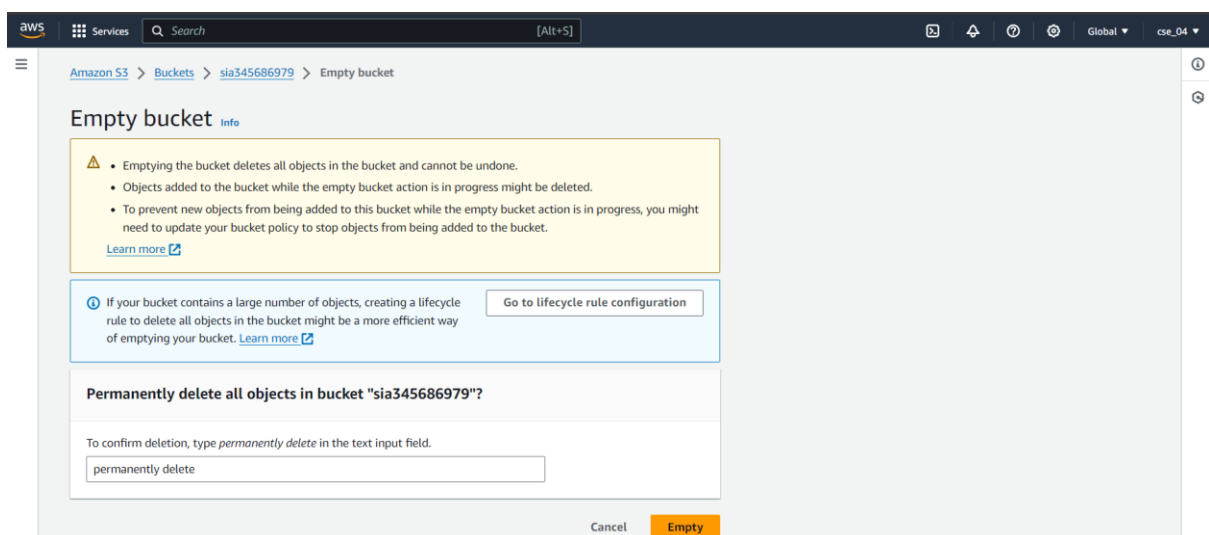 aws
Services
Search
[Alt+S]
Global
cse_04
Amazon S3 > Buckets > sia345686979 > Empty bucket
Empty bucket Info
• Emptying the bucket deletes all objects in the bucket and cannot be undone.
• Objects added to the bucket while the empty bucket action is in progress might be deleted.
• To prevent new objects from being added to this bucket while the empty bucket action is in progress, you might
need to update your bucket policy to stop objects from being added to the bucket.
Learn more
If your bucket contains a large number of objects, creating a lifecycle
rule to delete all objects in the bucket might be a more efficient way
of emptying your bucket. Learn more
Go to lifecycle rule configuration
Permanently delete all objects in bucket "sia345686979"?
To confirm deletion, type permanently delete in the text input field.
permanently delete
Cancel
Empty